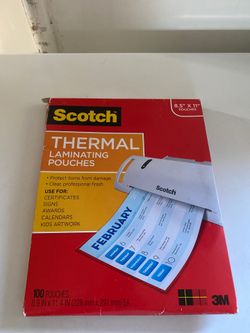 8.5" X 11"
POUCHES
Scotch
THERMAL
LAMINATING
POUCHES
• Protect items from damage
• Clear, professional finish
USE FOR:
CERTIFICATES
SIGNS
AWARDS
CALENDARS
KIDS ARTWORK
Scotch
FEBRUARY
100 POUCHES
3M